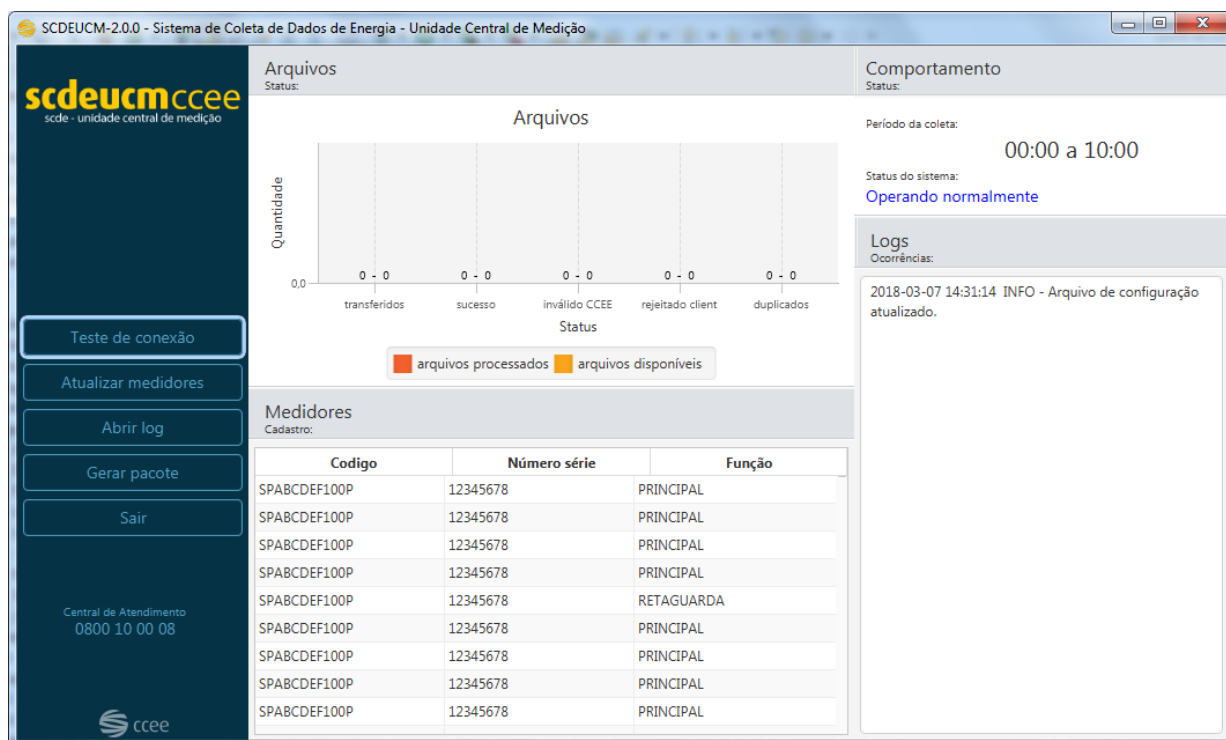 SCDEUCM-2.0.0 - Sistema de Coleta de Dados de Energia - Unidade Central de Medição
scdeucmccee
scde - unidade central de medição
Teste de conexão
Atualizar medidores
Abrir log
Gerar pacote
Sair
Central de Atendimento
0800 10 00 08
ccee
Arquivos
Status:
Arquivos
Quantidade
0,0
0 - 0 0 - 0 0 - 0 0 - 0 0 - 0
transferidos sucesso inválido CCEE rejeitado client duplicados
Status
arquivos processados arquivos disponíveis
Medidores
Cadastro:
Codigo Número série Função
SPABCDEF100P 12345678 PRINCIPAL
SPABCDEF100P 12345678 PRINCIPAL
SPABCDEF100P 12345678 PRINCIPAL
SPABCDEF100P 12345678 PRINCIPAL
SPABCDEF100P 12345678 RETAGUARDA
SPABCDEF100P 12345678 PRINCIPAL
SPABCDEF100P 12345678 PRINCIPAL
SPABCDEF100P 12345678 PRINCIPAL
SPABCDEF100P 12345678 PRINCIPAL
Comportamento
Status:
Período da coleta:
00:00 a 10:00
Status do sistema:
Operando normalmente
Logs
Ocorrências:
2018-03-07 14:31:14 INFO - Arquivo de configuração
atualizado.